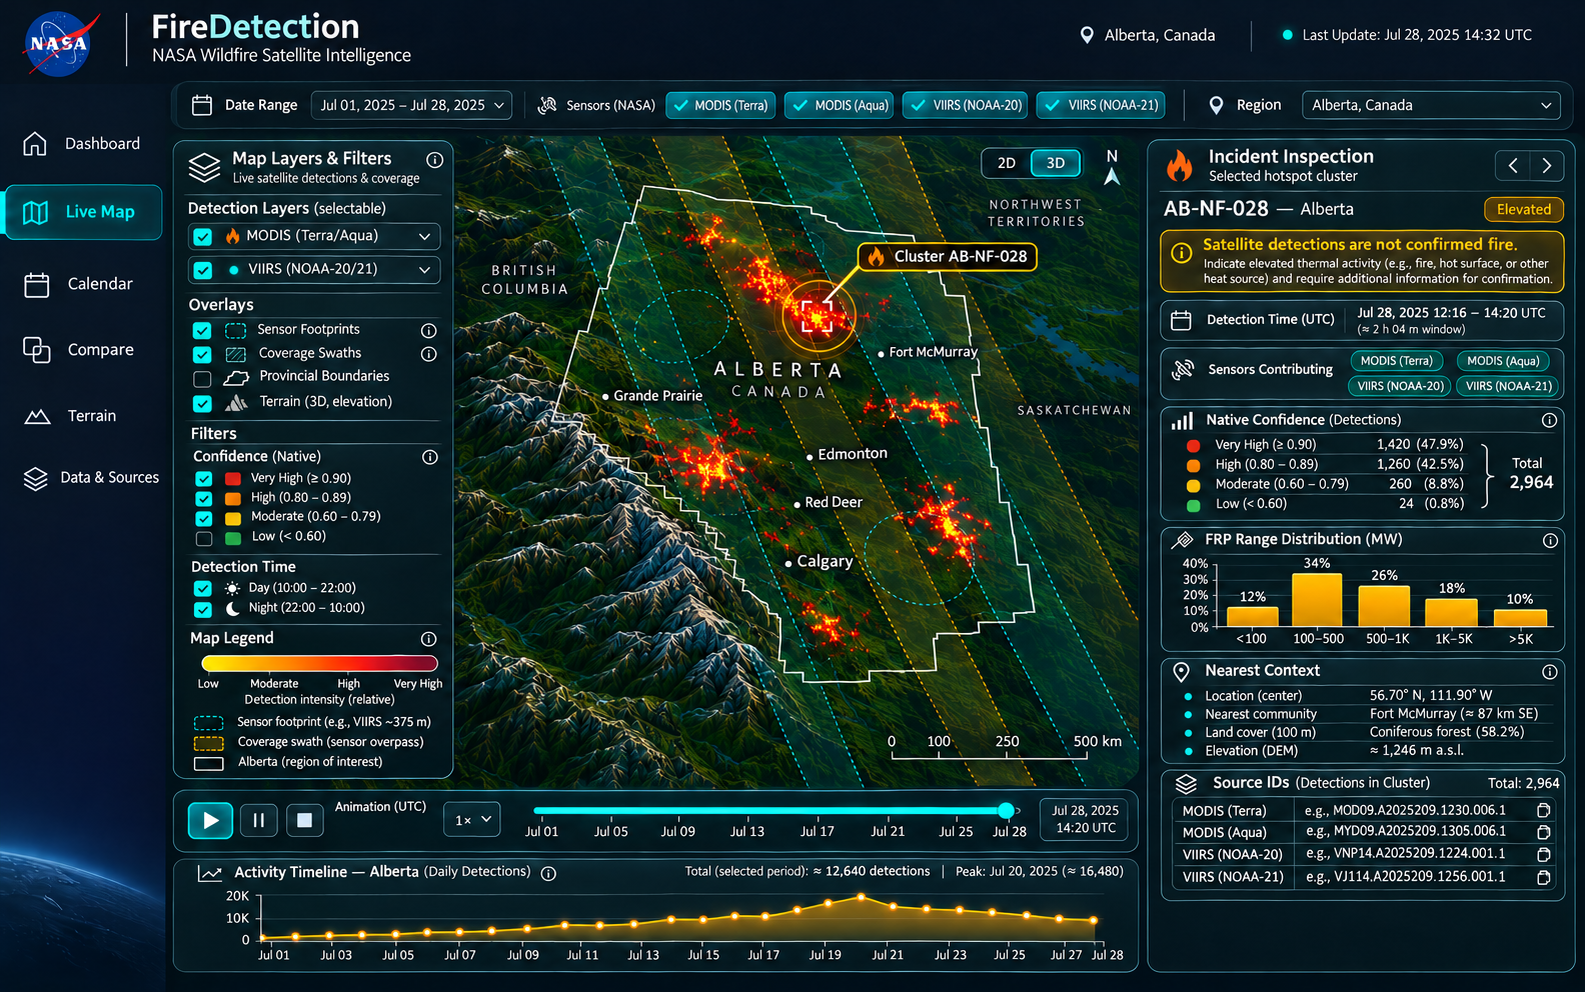 NASA
FireDetection
NASA Wildfire Satellite Intelligence
Alberta, Canada
Last Update: Jul 28, 2025 14:32 UTC
Date Range
Jul 01, 2025 – Jul 28, 2025
Sensors (NASA)
MODIS (Terra)
MODIS (Aqua)
VIIRS (NOAA-20)
VIIRS (NOAA-21)
Region
Alberta, Canada
Dashboard
Live Map
Calendar
Compare
Terrain
Data & Sources
Map Layers & Filters
Live satellite detections & coverage
Detection Layers (selectable)
MODIS (Terra/Aqua)
VIIRS (NOAA-20/21)
Overlays
Sensor Footprints
Coverage Swaths
Provincial Boundaries
Terrain (3D, elevation)
Filters
Confidence (Native)
Very High (≥ 0.90)
High (0.80 – 0.89)
Moderate (0.60 – 0.79)
Low (< 0.60)
Detection Time
Day (10:00 – 22:00)
Night (22:00 – 10:00)
Map Legend
Low Moderate High Very High
Detection intensity (relative)
Sensor footprint (e.g., VIIRS ~375 m)
Coverage swath (sensor overpass)
Alberta (region of interest)
2D
3D
N
NORTHWEST
TERRITORIES
BRITISH
COLUMBIA
Cluster AB-NF-028
Fort McMurray
ALBERTA
CANADA
Grande Prairie
SASKATCHEWAN
Edmonton
Red Deer
Calgary
0 100 250 500 km
Animation (UTC)
1×
Jul 01 Jul 05 Jul 09 Jul 13 Jul 17 Jul 21 Jul 25 Jul 28
Jul 28, 2025
14:20 UTC
Activity Timeline — Alberta (Daily Detections)
Total (selected period): ≈ 12,640 detections | Peak: Jul 20, 2025 (≈ 16,480)
20K
10K
0
Jul 01 Jul 03 Jul 05 Jul 07 Jul 09 Jul 11 Jul 13 Jul 15 Jul 17 Jul 19 Jul 21 Jul 23 Jul 25 Jul 27 Jul 28
Incident Inspection
Selected hotspot cluster
AB-NF-028 — Alberta
Elevated
Satellite detections are not confirmed fire.
Indicate elevated thermal activity (e.g., fire, hot surface, or other
heat source) and require additional information for confirmation.
Detection Time (UTC)
Jul 28, 2025 12:16 – 14:20 UTC
(≈ 2 h 04 m window)
Sensors Contributing
MODIS (Terra)
MODIS (Aqua)
VIIRS (NOAA-20)
VIIRS (NOAA-21)
Native Confidence (Detections)
Very High (≥ 0.90) 1,420 (47.9%)
High (0.80 – 0.89) 1,260 (42.5%)
Moderate (0.60 – 0.79) 260 (8.8%)
Low (< 0.60) 24 (0.8%)
Total
2,964
FRP Range Distribution (MW)
40%
30%
20%
10%
0%
12%
34%
26%
18%
10%
<100 100–500 500–1K 1K–5K >5K
Nearest Context
Location (center) 56.70° N, 111.90° W
Nearest community Fort McMurray (≈ 87 km SE)
Land cover (100 m) Coniferous forest (58.2%)
Elevation (DEM) ≈ 1,246 m a.s.l.
Source IDs (Detections in Cluster) Total: 2,964
MODIS (Terra) e.g., MOD09.A2025209.1230.006.1
MODIS (Aqua) e.g., MYD09.A2025209.1305.006.1
VIIRS (NOAA-20) e.g., VNP14.A2025209.1224.001.1
VIIRS (NOAA-21) e.g., VJ114.A2025209.1256.001.1